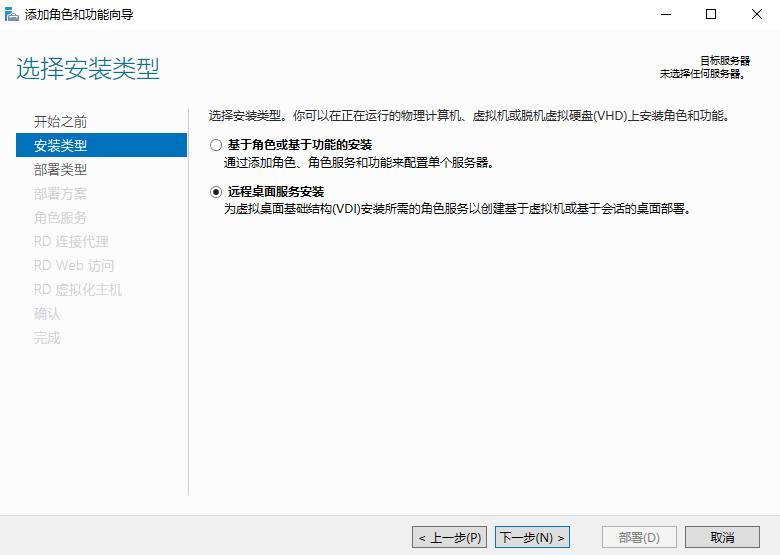 添加角色和功能向导
选择安装类型
目标服务器
未选择任何服务器。
开始之前
安装类型
部署类型
部署方案
角色服务
RD 连接代理
RD Web 访问
RD 虚拟化主机
确认
完成
选择安装类型。你可以在正在运行的物理计算机、虚拟机或脱机虚拟硬盘(VHD)上安装角色和功能。
基于角色或基于功能的安装
通过添加角色、角色服务和功能来配置单个服务器。
远程桌面服务安装
为虚拟桌面基础结构(VDI)安装所需的角色服务以创建基于虚拟机或基于会话的桌面部署。
< 上一步(P) 下一步(N) > 部署(D) 取消